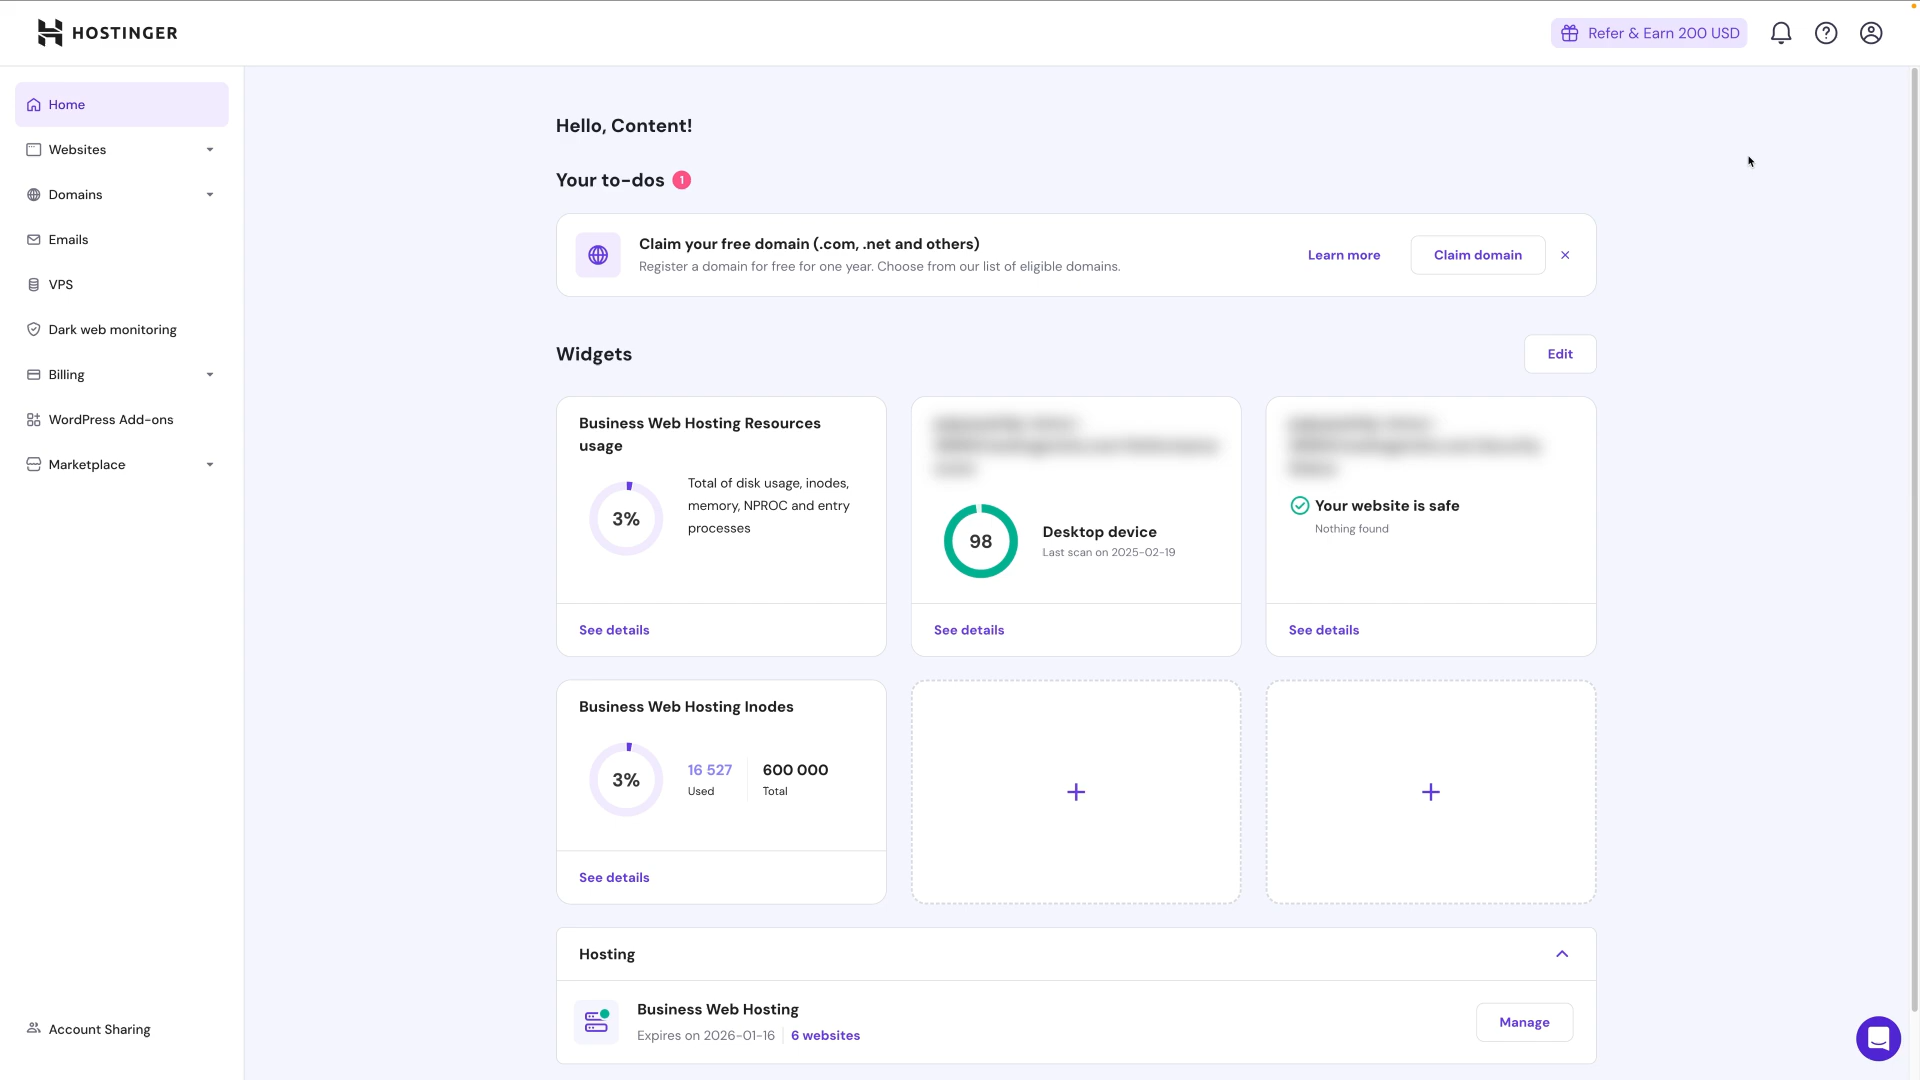 HOSTINGER
Refer & Earn 200 USD
Home
Websites
Domains
Emails
VPS
Dark web monitoring
Billing
WordPress Add-ons
Marketplace
Account Sharing
Hello, Content!
Your to-dos 1
Claim your free domain (.com, .net and others)
Register a domain for free for one year. Choose from our list of eligible domains.
Learn more
Claim domain
Widgets
Edit
Business Web Hosting Resources
usage
3%
Total of disk usage, inodes,
memory, NPROC and entry
processes
See details
98
Desktop device
Last scan on 2025-02-19
See details
Your website is safe
Nothing found
See details
Business Web Hosting Inodes
3%
16 527
Used
600 000
Total
See details
Hosting
Business Web Hosting
Expires on 2026-01-16
6 websites
Manage